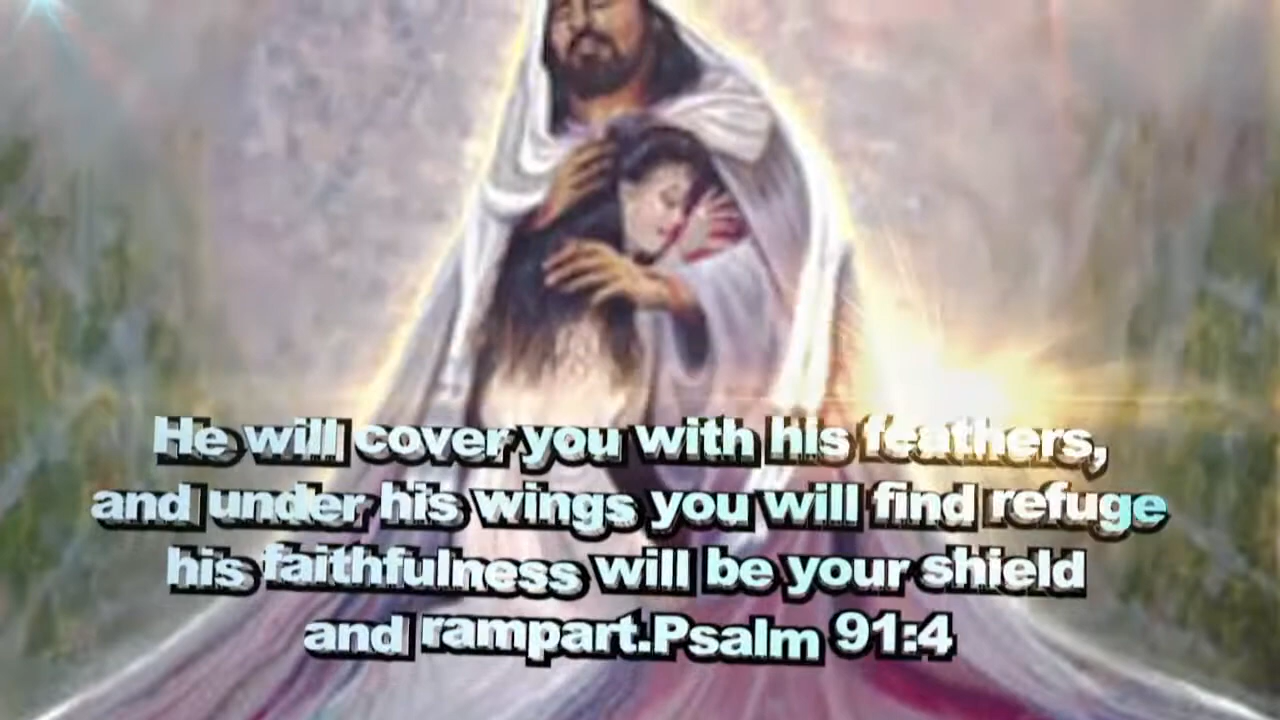 He will cover you with his feathers,
and under his wings you will find refuge
his faithfulness will be your shield
and rampart.Psalm 91:4